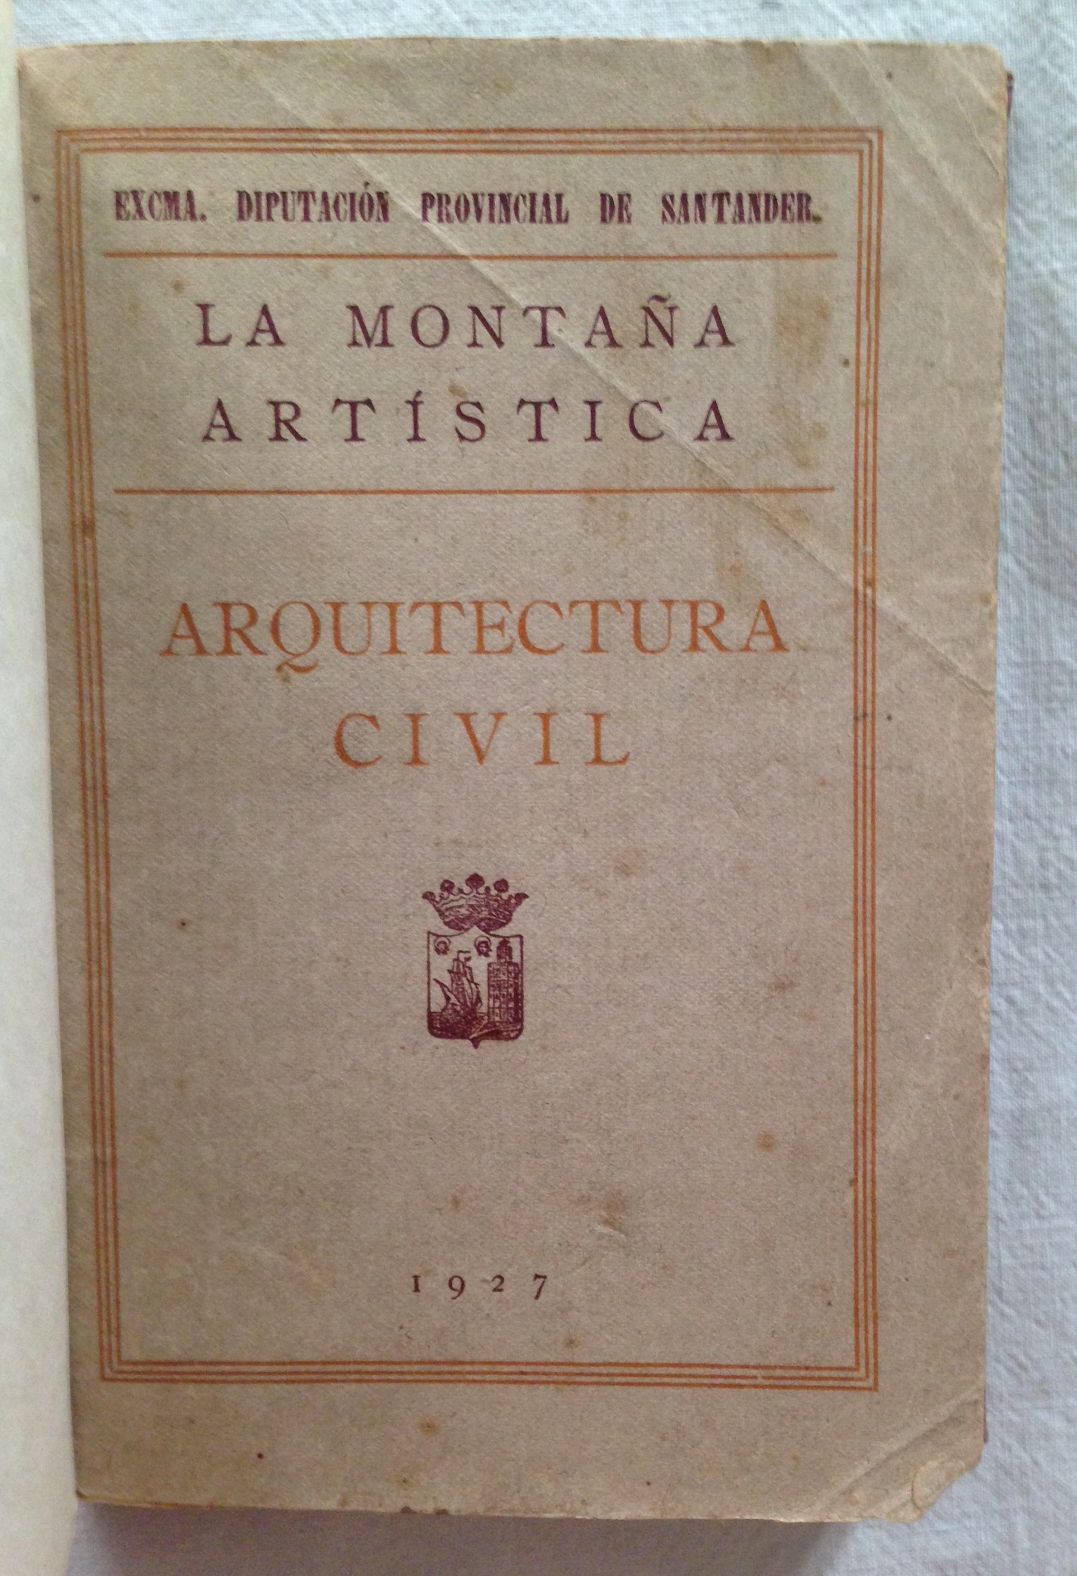 EXCMA. DIPUTACIÓN PROVINCIAL DE SANTANDER.
LA MONTAÑA
ARTÍSTICA
ARQUITECTURA
CIVIL
1927